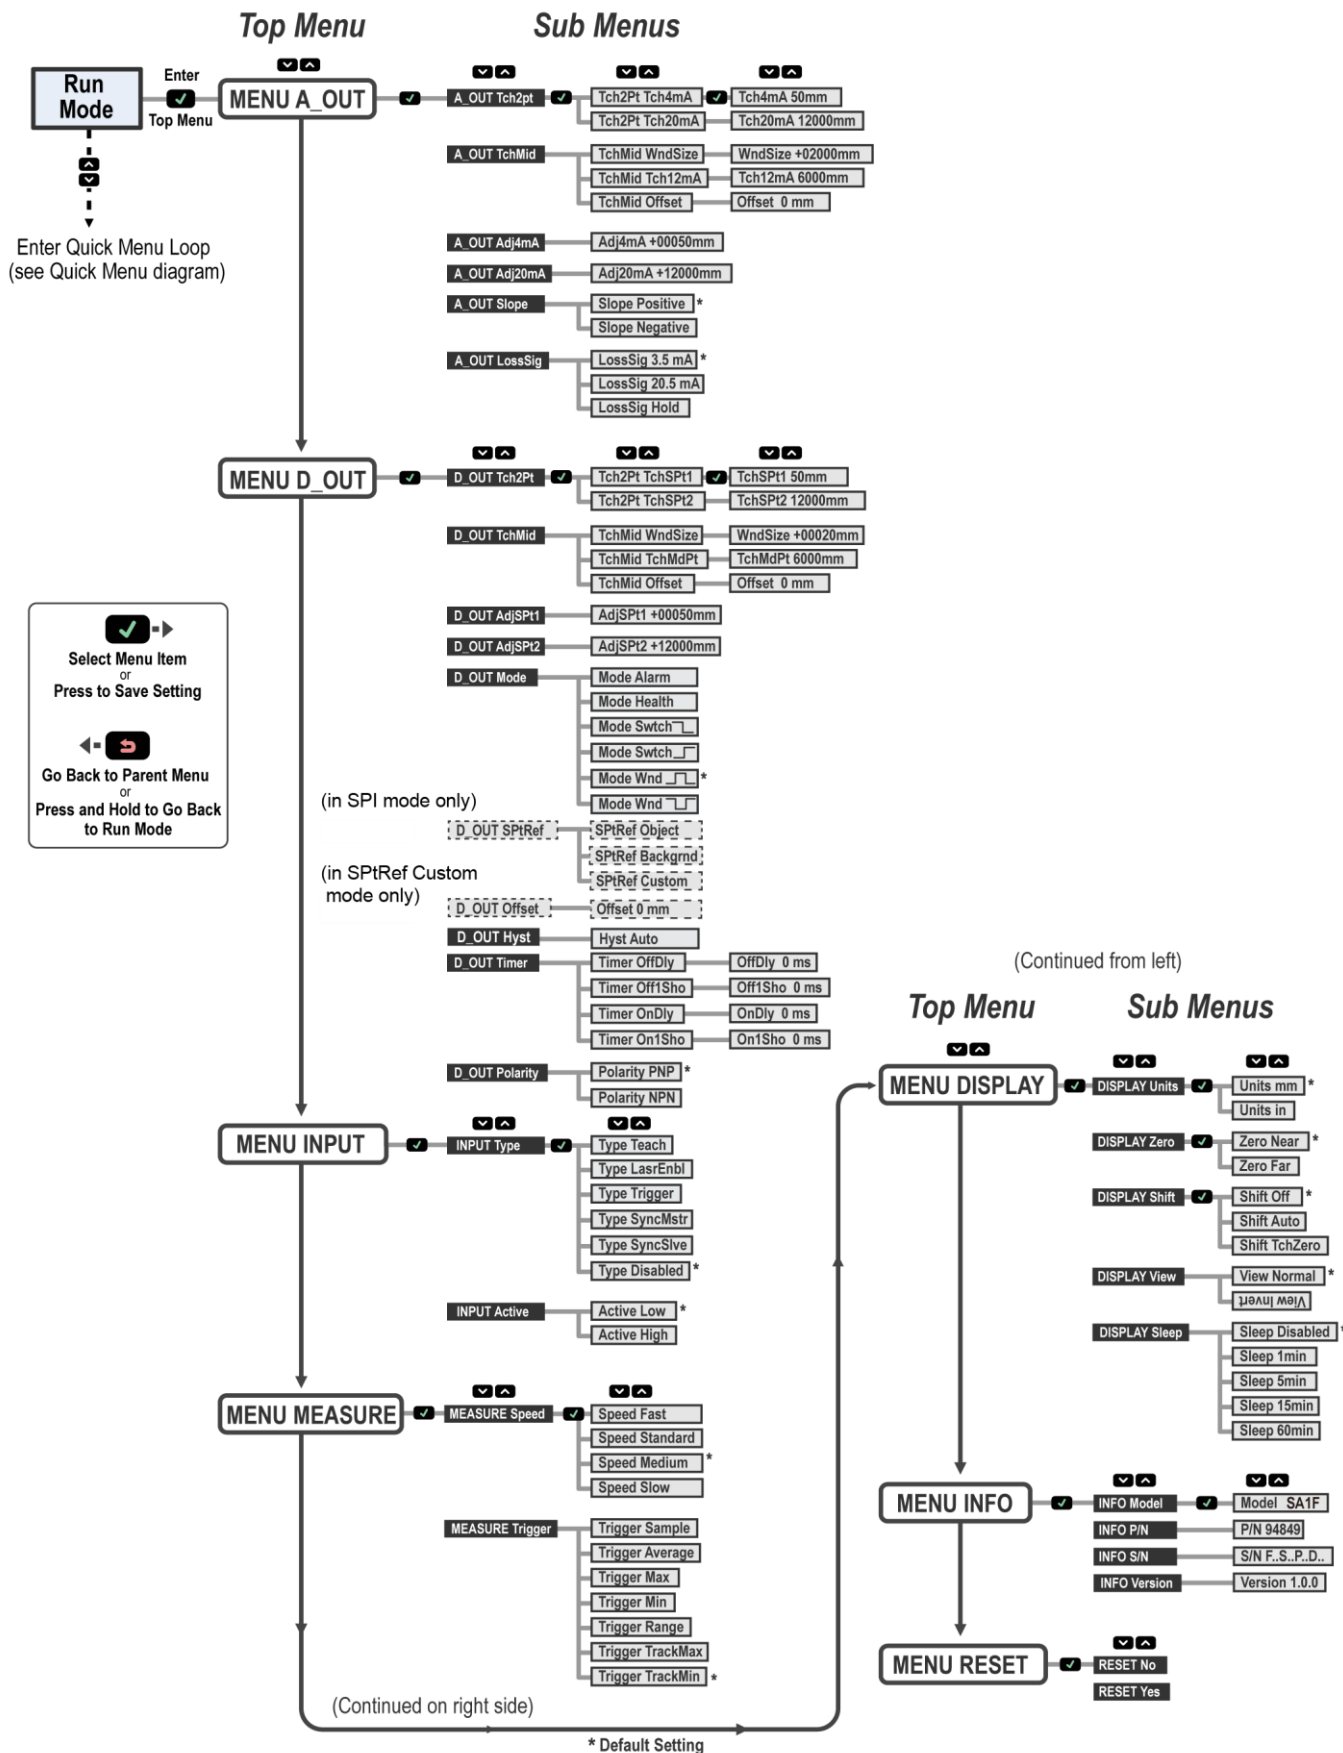 Top Menu
Sub Menus
Run Mode
Enter
Top Menu
Enter Quick Menu Loop
(see Quick Menu diagram)
MENU A_OUT
A_OUT Tch2pt
Tch2Pt Tch4mA
Tch4mA 50mm
Tch2Pt Tch20mA
Tch20mA 12000mm
A_OUT TchMid
TchMid WndSize
WndSize +02000mm
TchMid Tch12mA
Tch12mA 6000mm
TchMid Offset
Offset 0 mm
A_OUT Adj4mA
Adj4mA +00050mm
A_OUT Adj20mA
Adj20mA +12000mm
A_OUT Slope
Slope Positive *
Slope Negative
A_OUT LossSig
LossSig 3.5 mA *
LossSig 20.5 mA
LossSig Hold
MENU D_OUT
D_OUT Tch2Pt
Tch2Pt TchSPt1
TchSPt1 50mm
Tch2Pt TchSPt2
TchSPt2 12000mm
D_OUT TchMid
TchMid WndSize
WndSize +00020mm
TchMid TchMdPt
TchMdPt 6000mm
TchMid Offset
Offset 0 mm
D_OUT AdjSPt1
AdjSPt1 +00050mm
D_OUT AdjSPt2
AdjSPt2 +12000mm
D_OUT Mode
Mode Alarm
Mode Health
Mode Swtch
Mode Swtch
Mode Wnd *
Mode Wnd
(in SPI mode only)
D_OUT SPtRef
SPtRef Object
SPtRef Backgrnd
SPtRef Custom
(in SPtRef Custom
mode only)
D_OUT Offset
Offset 0 mm
D_OUT Hyst
Hyst Auto
D_OUT Timer
Timer OffDly
OffDly 0 ms
Timer Off1Sho
Off1Sho 0 ms
Timer OnDly
OnDly 0 ms
Timer On1Sho
On1Sho 0 ms
D_OUT Polarity
Polarity PNP *
Polarity NPN
Select Menu Item
or
Press to Save Setting
Go Back to Parent Menu
or
Press and Hold to Go Back
to Run Mode
MENU INPUT
INPUT Type
Type Teach
Type LasrEnbl
Type Trigger
Type SyncMstr
Type SyncSlve
Type Disabled *
INPUT Active
Active Low *
Active High
MENU MEASURE
MEASURE Speed
Speed Fast
Speed Standard
Speed Medium *
Speed Slow
MEASURE Trigger
Trigger Sample
Trigger Average
Trigger Max
Trigger Min
Trigger Range
Trigger TrackMax
Trigger TrackMin *
(Continued on right side)
* Default Setting
(Continued from left)
Top Menu
Sub Menus
MENU DISPLAY
DISPLAY Units
Units mm *
Units in
DISPLAY Zero
Zero Near *
Zero Far
DISPLAY Shift
Shift Off *
Shift Auto
Shift TchZero
DISPLAY View
View Normal *
View Invert
DISPLAY Sleep
Sleep Disabled *
Sleep 1min
Sleep 5min
Sleep 15min
Sleep 60min
MENU INFO
INFO Model
Model SA1F
INFO P/N
P/N 94849
INFO S/N
S/N F..S..P..D..
INFO Version
Version 1.0.0
MENU RESET
RESET No
RESET Yes